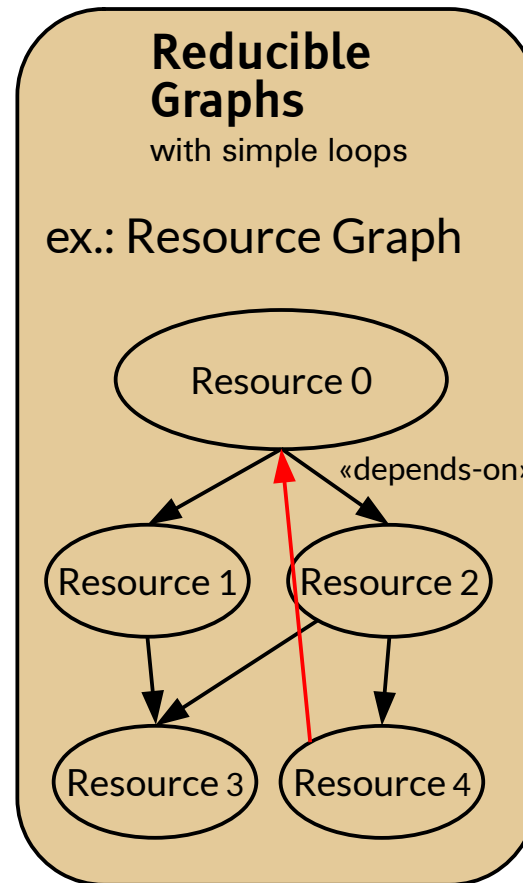 Reducible
Graphs
with simple loops
ex.: Resource Graph
Resource 0
«depends-on»
Resource 1
Resource 2
Resource 3
Resource 4